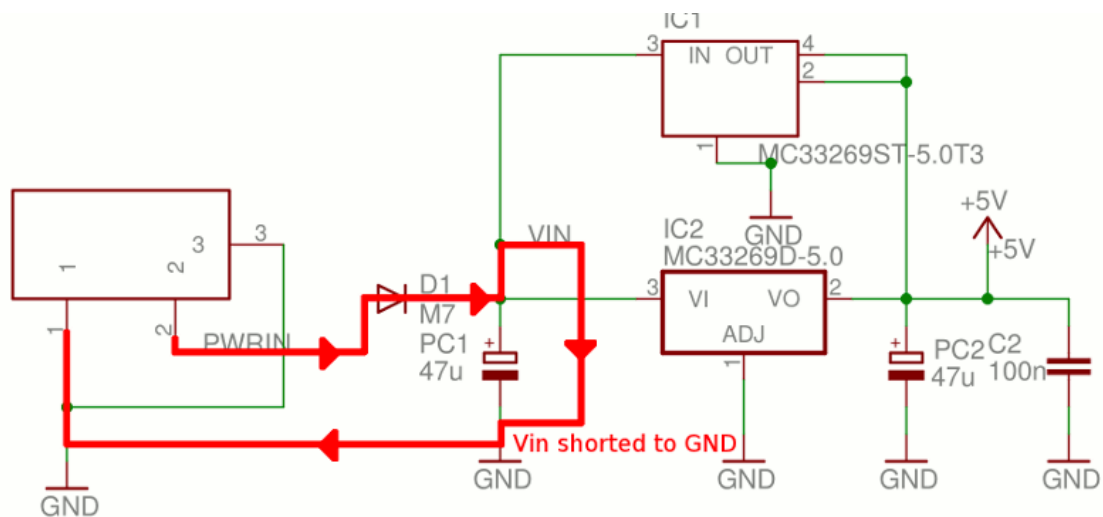 IC1
3
IN OUT
4
2
1
MC33269ST-5.0T3
GND
3
3
1
2
1
2
PWRIN
GND
D1
M7
VIN
PC1
47u
+
GND
Vin shorted to GND
IC2
MC33269D-5.0
3
VI
VO
2
ADJ
1
GND
+5V
+5V
+
PC2
47u
GND
C2
100n
GND